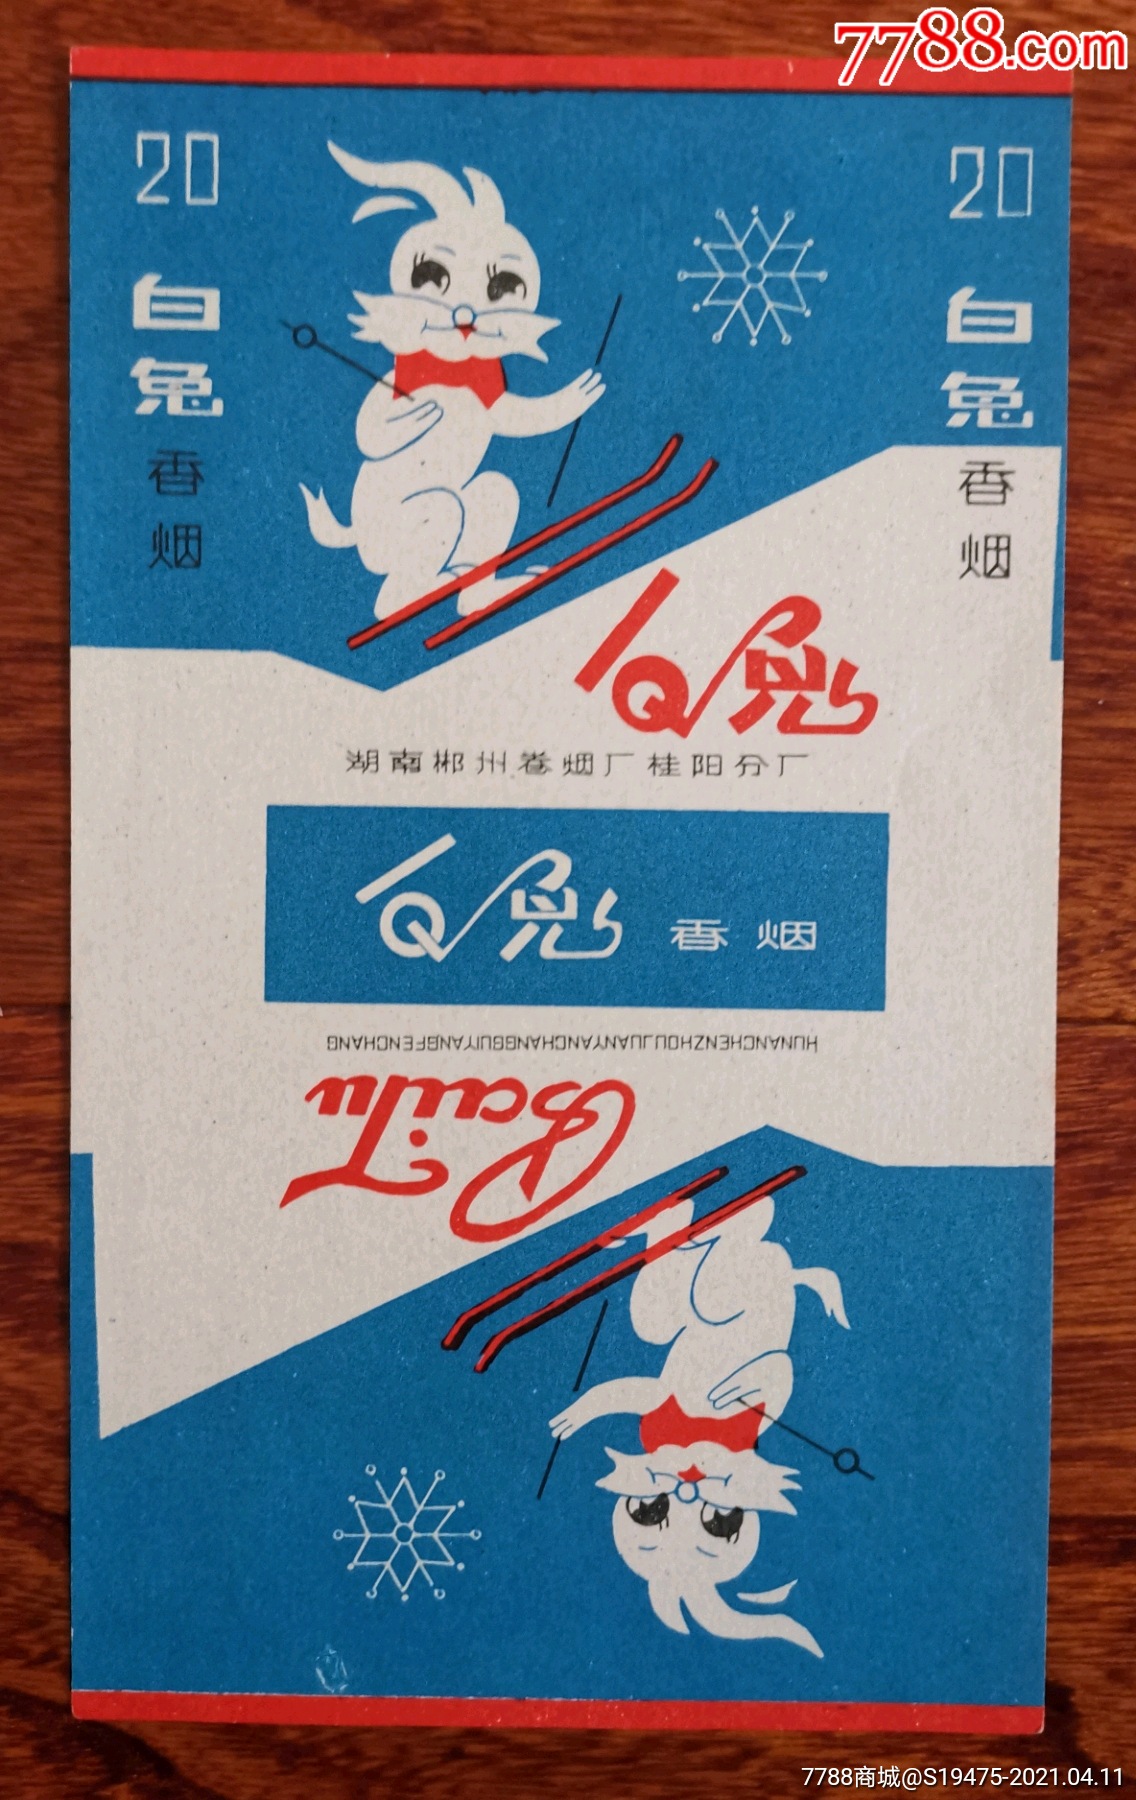 7788.com
20
白兔
香烟
20
白兔
香烟
白兔
湖南郴州卷烟厂桂阳分厂
白兔 香烟
HUNANCHENZHOUJUANYANCHANGGUIYANGFENCHANG
BaiTu
7788商城@S19475-2021.04.11